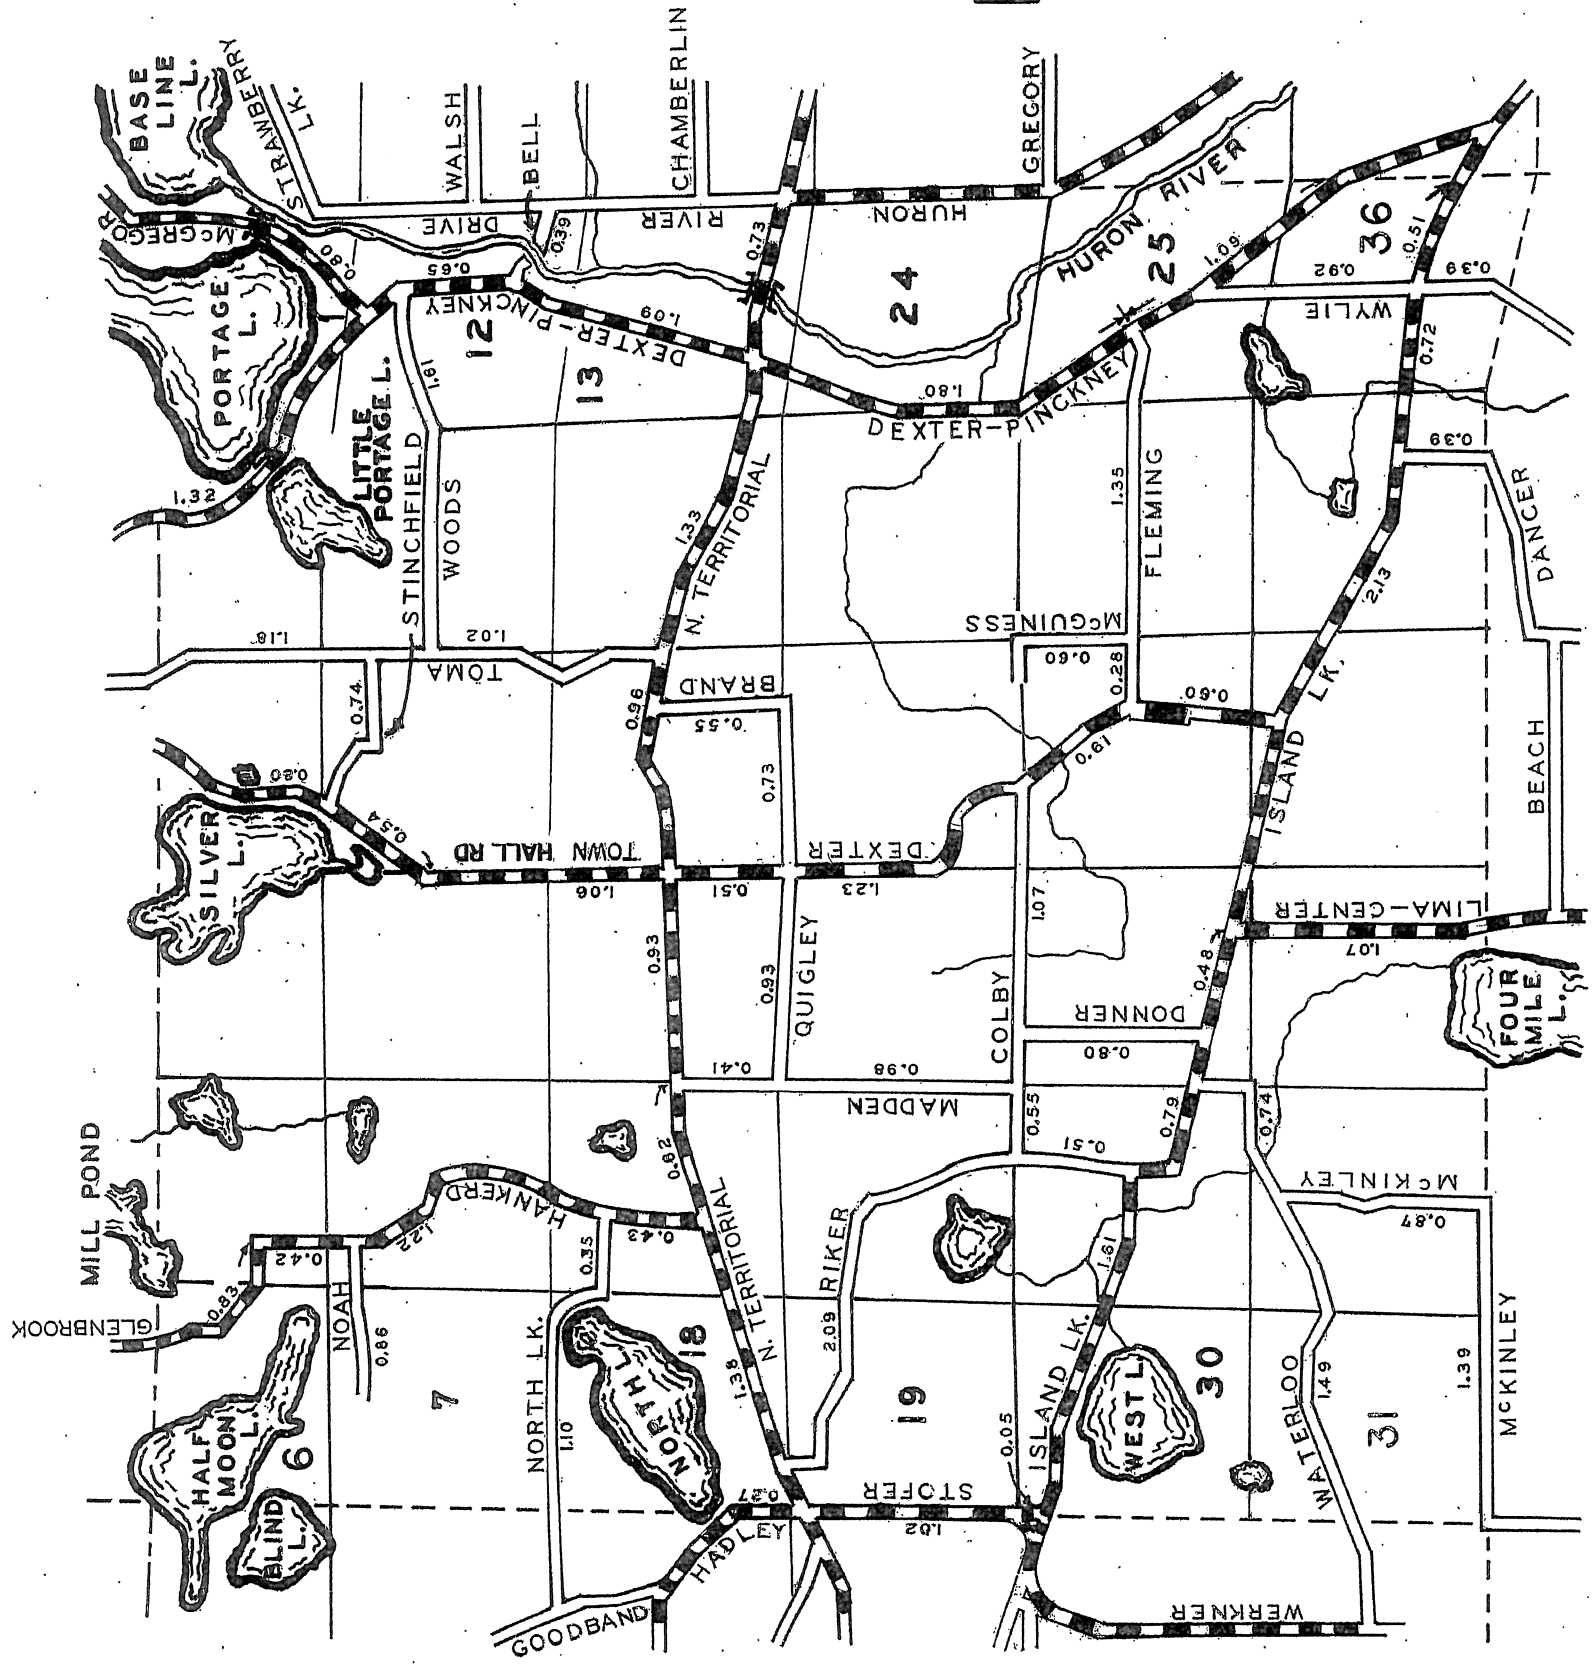 BASE
LINE
L.
STRAWBERRY
LK.
WALSH
BELL
CHAMBERLIN
GREGORY
McGREGOR
0.80
DRIVE
0.39
RIVER
0.73
HURON
HURON RIVER
36
0.51
PORTAGE
L.
0.65
DEXTER-PINCKNEY
12
1.09
24
25
1.09
0.92
0.39
WYLIE
0.72
13
1.61
LITTLE
PORTAGE L.
1.32
STINCHFIELD
WOODS
1.80
DEXTER-PINCKNEY
N. TERRITORIAL
1.33
1.35
FLEMING
0.39
DANCER
2.13
1.18
1.02
TOMA
McGUINESS
0.60
0.28
0.74
BRAND
0.96
0.55
0.60
0.61
ISLAND LK.
0.80
SILVER
L.
0.54
0.73
TOWN HALL RD
1.06
0.51
DEXTER
1.23
BEACH
1.07
LIMA-CENTER
1.07
0.93
0.93
QUIGLEY
COLBY
DONNER
0.80
0.48
FOUR
MILE
L.
0.41
0.98
MADDEN
0.55
0.51
0.79
0.74
MILL POND
0.62
HANKERD
1.22
0.42
0.43
0.35
McKINLEY
0.87
GLENBROOK
0.83
NOAH
0.86
N. TERRITORIAL
RIKER
2.09
1.61
7
NORTH LK.
1.10
18
1.38
NORTH L.
19
ISLAND LK.
0.05
WEST L.
30
WATERLOO
1.49
1.39
McKINLEY
31
HALF
MOON
L.
6
BLIND
L.
STOFER
1.02
HADLEY
GOODBAND
WERKNER